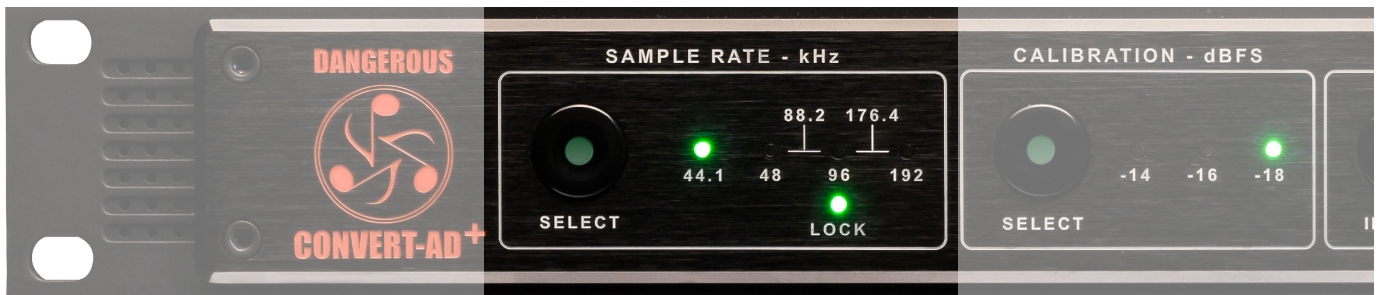 DANGEROUS
CONVERT-AD+
SAMPLE RATE - kHz
88.2 176.4
44.1 48 96 192
SELECT
LOCK
CALIBRATION - dBFS
-14 -16 -18
SELECT